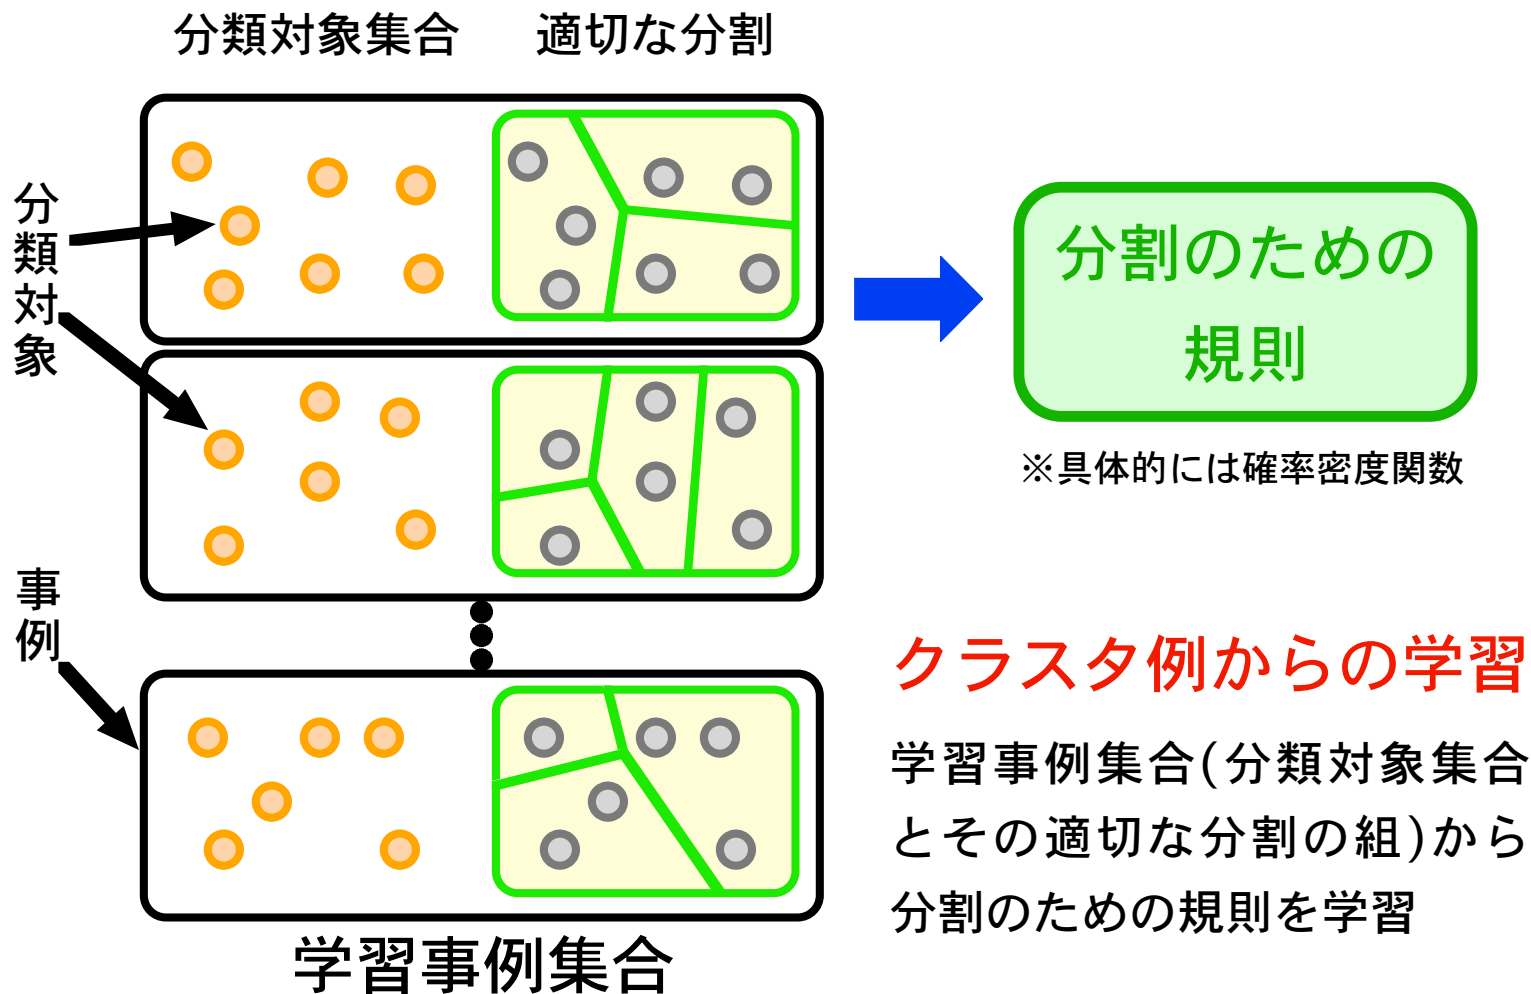 分類対象集合
適切な分割
分類対象
事例
学習事例集合
分割のための
規則
※具体的には確率密度関数
クラスタ例からの学習
学習事例集合(分類対象集合
とその適切な分割の組)から
分割のための規則を学習